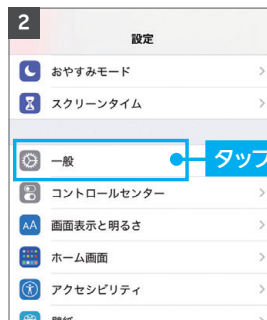 2
設定
おやすみモード
スクリーンタイム
一般
タップ
コントロールセンター
AA
画面表示と明るさ
ホーム画面
アクセシビリティ
壁紙